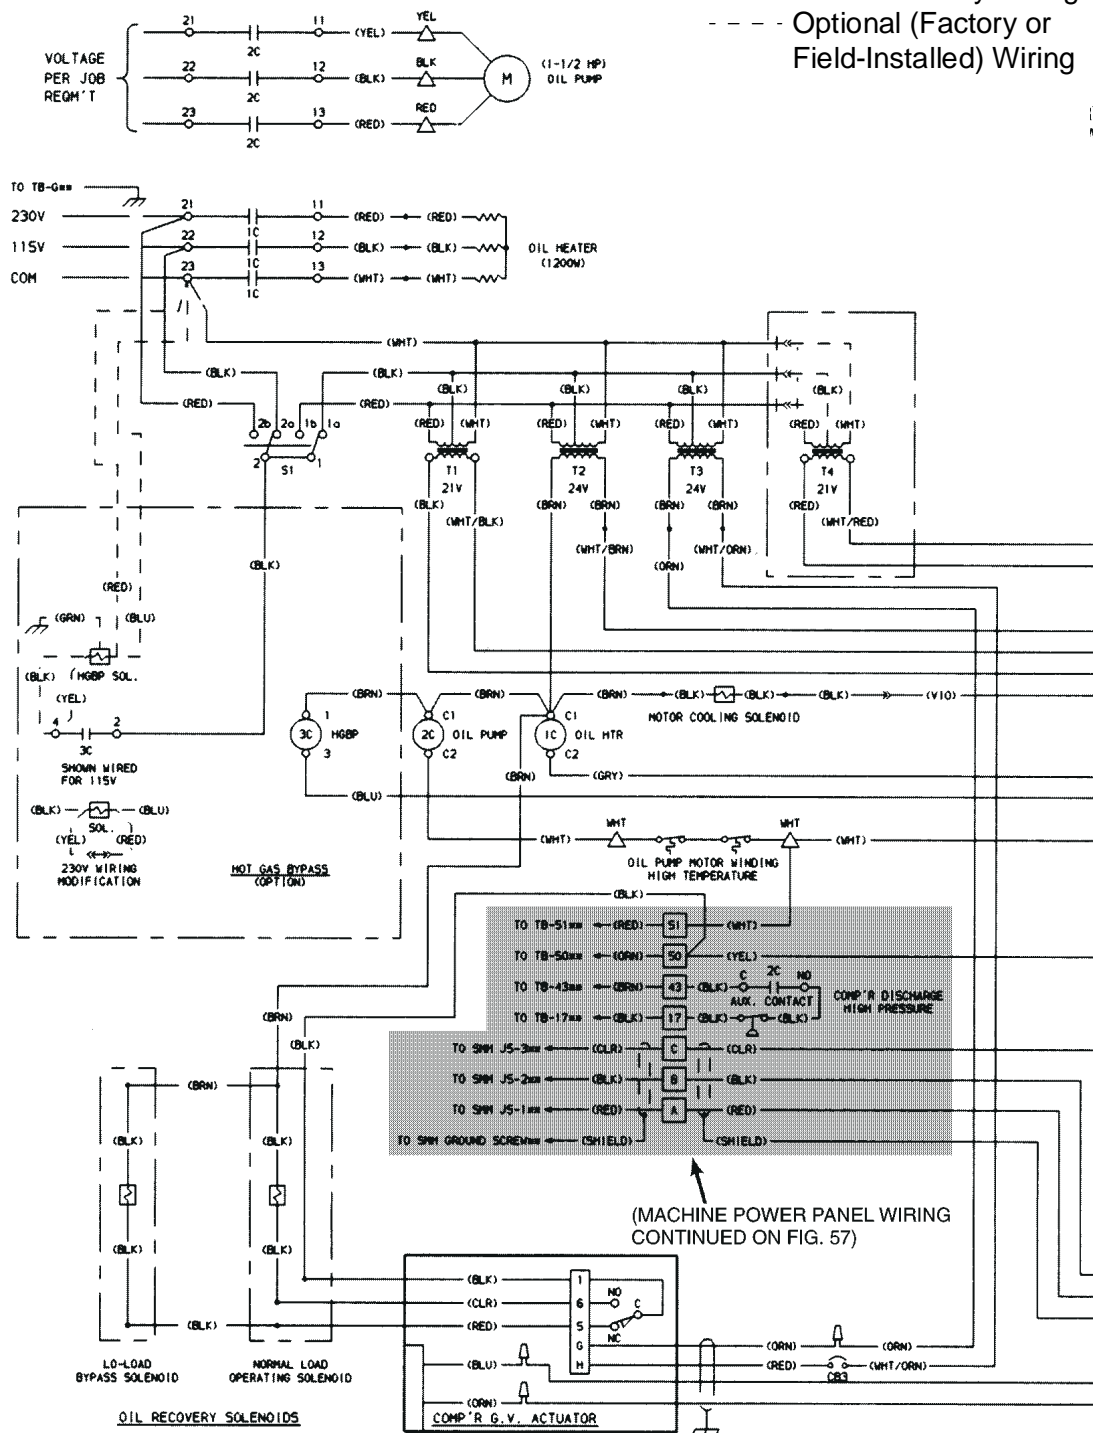 - - - - Optional (Factory or
Field-Installed) Wiring
VOLTAGE
PER JOB
REQM'T
21 2C 11 (YEL) YEL
22 2C 12 (BLK) BLK
23 2C 13 (RED) RED
M
(1-1/2 HP)
OIL PUMP
TO TB-G**
230V 21 1C 11 (RED) (RED)
115V 22 1C 12 (BLK) (BLK)
COM 23 1C 13 (WHT) (WHT)
OIL HEATER
(1200W)
(WHT)
(BLK) (BLK)
(RED) (RED)
2b 2a 1b 1a
2 S1 1
(BLK) (BLK) (BLK) (BLK)
(RED) (WHT) (RED) (WHT) (RED) (WHT) (RED) (WHT)
T1 T2 T3 T4
21V 24V 24V 21V
(BLK) (BRN) (BRN) (BRN) (BRN) (RED)
(WHT/BLK) (WHT/RED)
(WHT/BRN) (WHT/ORN)
(ORN)
(BLK)
(RED)
(GRN) (BLU)
(BLK) HGBP SOL.
(YEL)
4 2
3C
SHOWN WIRED
FOR 115V
(BLK) (BLU)
SOL.
(YEL) (RED)
230V WIRING
MODIFICATION
HOT GAS BYPASS
(OPTION)
(BRN) (BRN) (BRN) (BLK) (BLK) (BLK) (VIO)
MOTOR COOLING SOLENOID
1 C1 C1
3C HGBP 2C OIL PUMP 1C OIL HTR
3 C2 C2
(BRN) (GRY)
(BLU)
(WHT) WHT WHT (WHT)
OIL PUMP MOTOR WINDING
HIGH TEMPERATURE
(BLK)
TO TB-51** (RED) 51 (WHT)
TO TB-50** (ORN) 50 (YEL)
TO TB-43** (BRN) 43 (BLK) C 2C NO
AUX. CONTACT
TO TB-17** (BLK) 17 (BLK) (BLK)
COMP'R DISCHARGE
HIGH PRESSURE
TO SMM J5-3** (CLR) C (CLR)
TO SMM J5-2** (BLK) B (BLK)
TO SMM J5-1** (RED) A (RED)
TO SMM GROUND SCREW** (SHIELD) (SHIELD)
(MACHINE POWER PANEL WIRING
CONTINUED ON FIG. 57)
(BRN)
(BLK)
(BRN)
(BLK) (BLK)
(BLK) (BLK)
(BLK)
LO-LOAD
BYPASS SOLENOID
NORMAL LOAD
OPERATING SOLENOID
OIL RECOVERY SOLENOIDS
(BLK) 1
(CLR) 6 NO C
(RED) 5 NC
G (ORN) (ORN)
(BLU) H (RED) CB3 (WHT/ORN)
(ORN)
COMP'R G.V. ACTUATOR